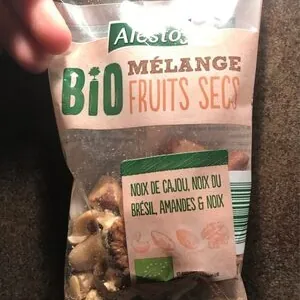 Alesto
BIO
MÉLANGE
FRUITS SECS
NOIX DE CAJOU, NOIX DU
BRÉSIL, AMANDES & NOIX